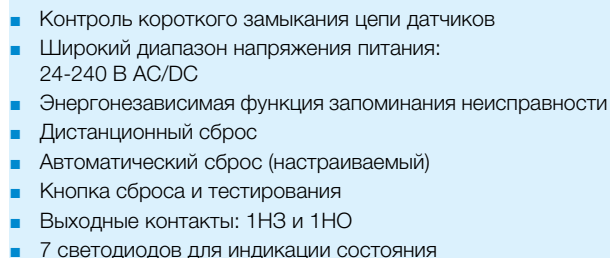 ▪ Контроль короткого замыкания цепи датчиков
▪ Широкий диапазон напряжения питания:
24-240 В AC/DC
▪ Энергонезависимая функция запоминания неисправности
▪ Дистанционный сброс
▪ Автоматический сброс (настраиваемый)
▪ Кнопка сброса и тестирования
▪ Выходные контакты: 1НЗ и 1НО
▪ 7 светодиодов для индикации состояния